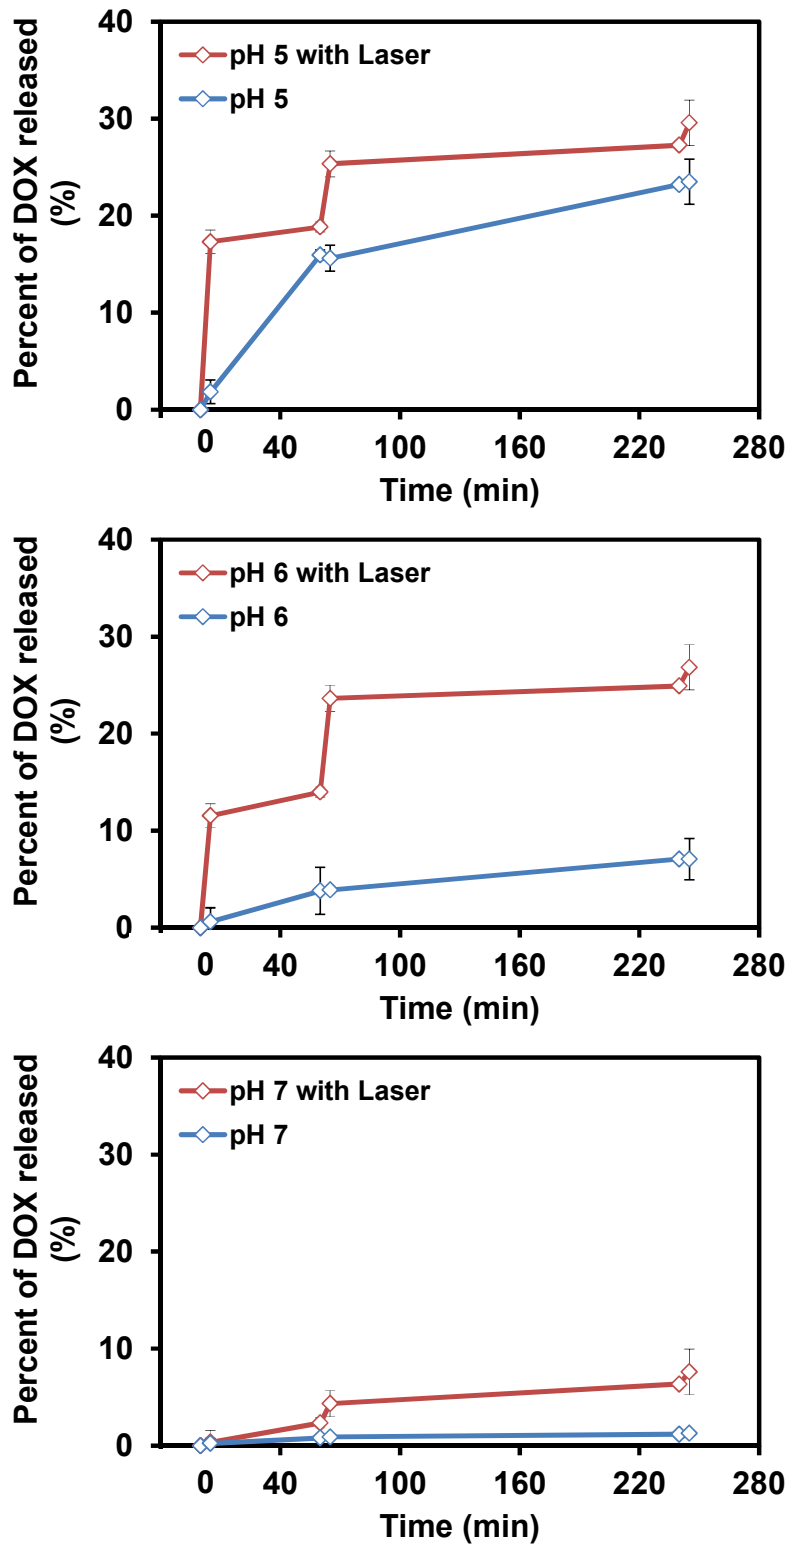 40
30
20
10
0
Percent of DOX released
(%)
pH 5 with Laser
pH 5
0 40 100 160 220 280
Time (min)
40
30
20
10
0
Percent of DOX released
(%)
pH 6 with Laser
pH 6
0 40 100 160 220 280
Time (min)
40
30
20
10
0
Percent of DOX released
(%)
pH 7 with Laser
pH 7
0 40 100 160 220 280
Time (min)